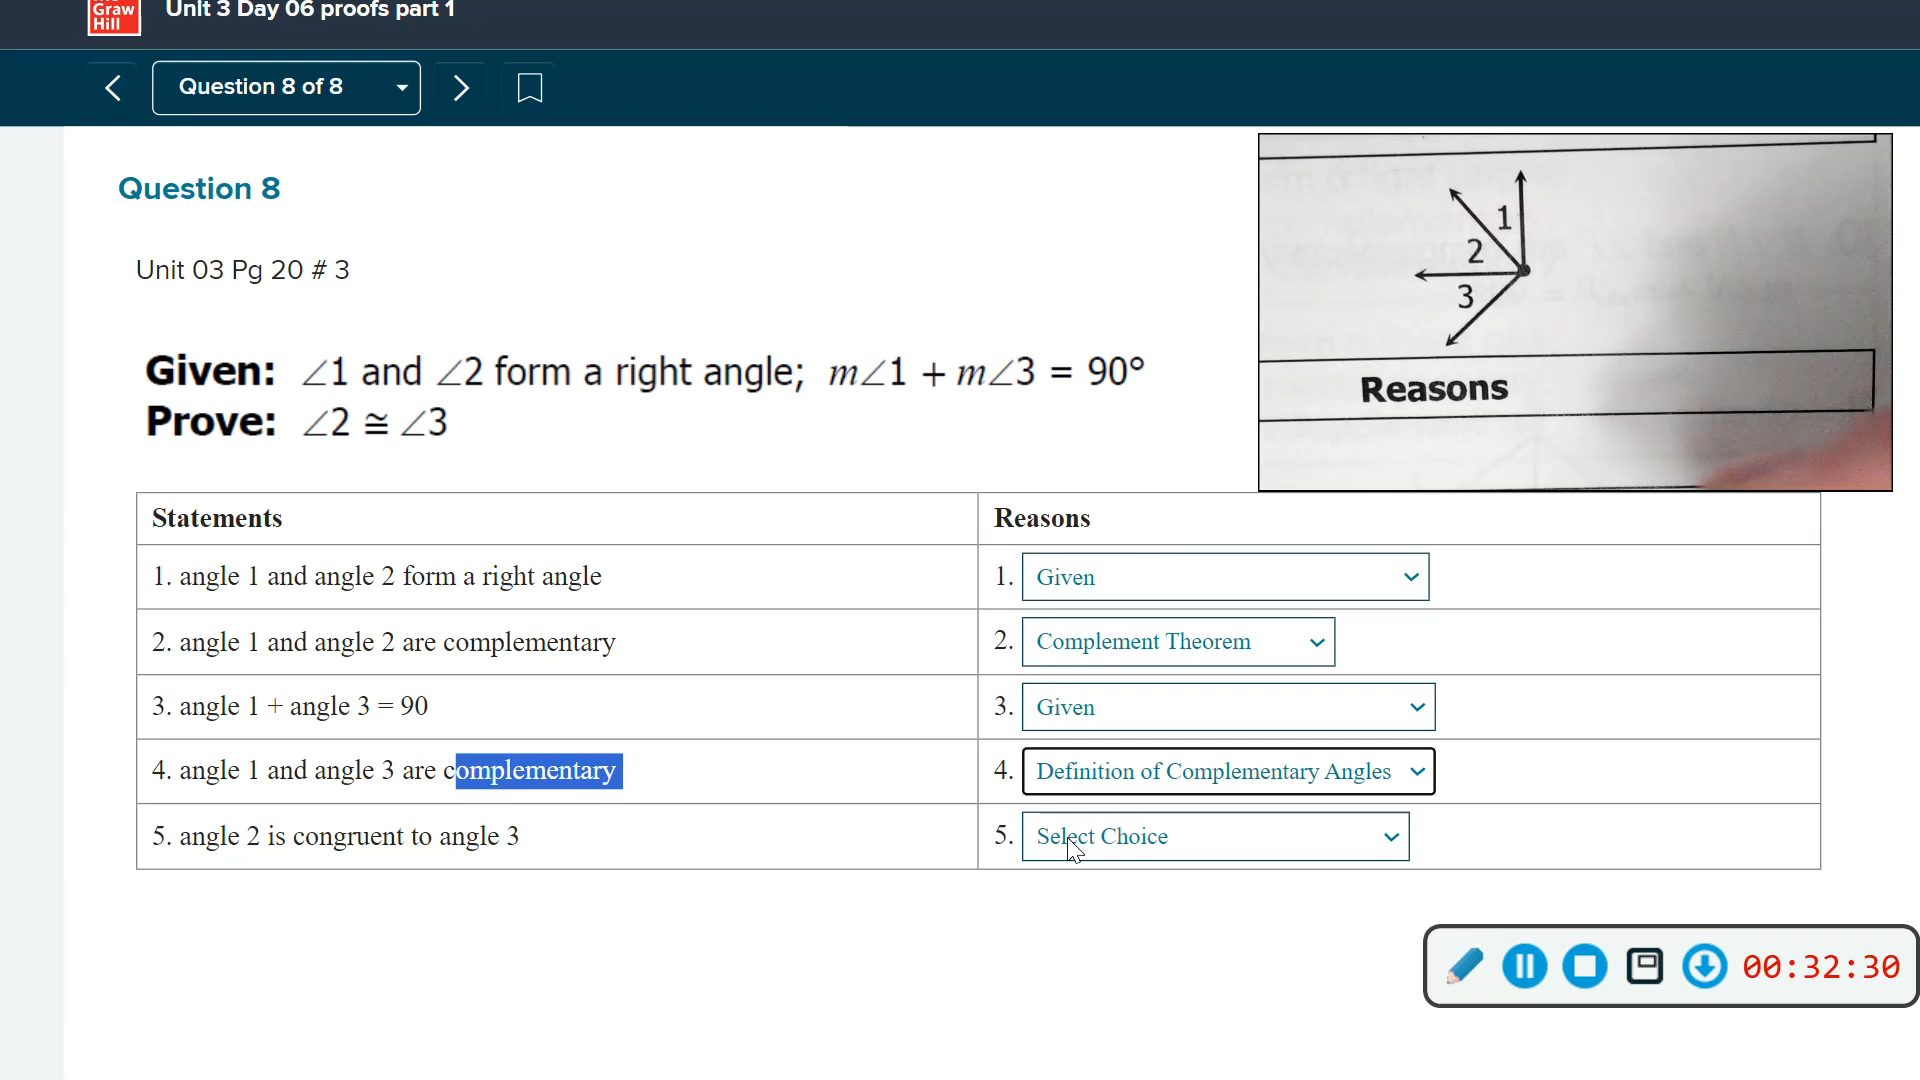 Graw
Hill
Unit 3 Day 06 proofs part 1
Question 8 of 8
Question 8
Unit 03 Pg 20 # 3
Given: ∠1 and ∠2 form a right angle; m∠1 + m∠3 = 90°
Prove: ∠2 ≅ ∠3
1
2
3
Reasons
Statements
Reasons
1. angle 1 and angle 2 form a right angle
1. Given
2. angle 1 and angle 2 are complementary
2. Complement Theorem
3. angle 1 + angle 3 = 90
3. Given
4. angle 1 and angle 3 are complementary
4. Definition of Complementary Angles
5. angle 2 is congruent to angle 3
5. Select Choice
00:32:30